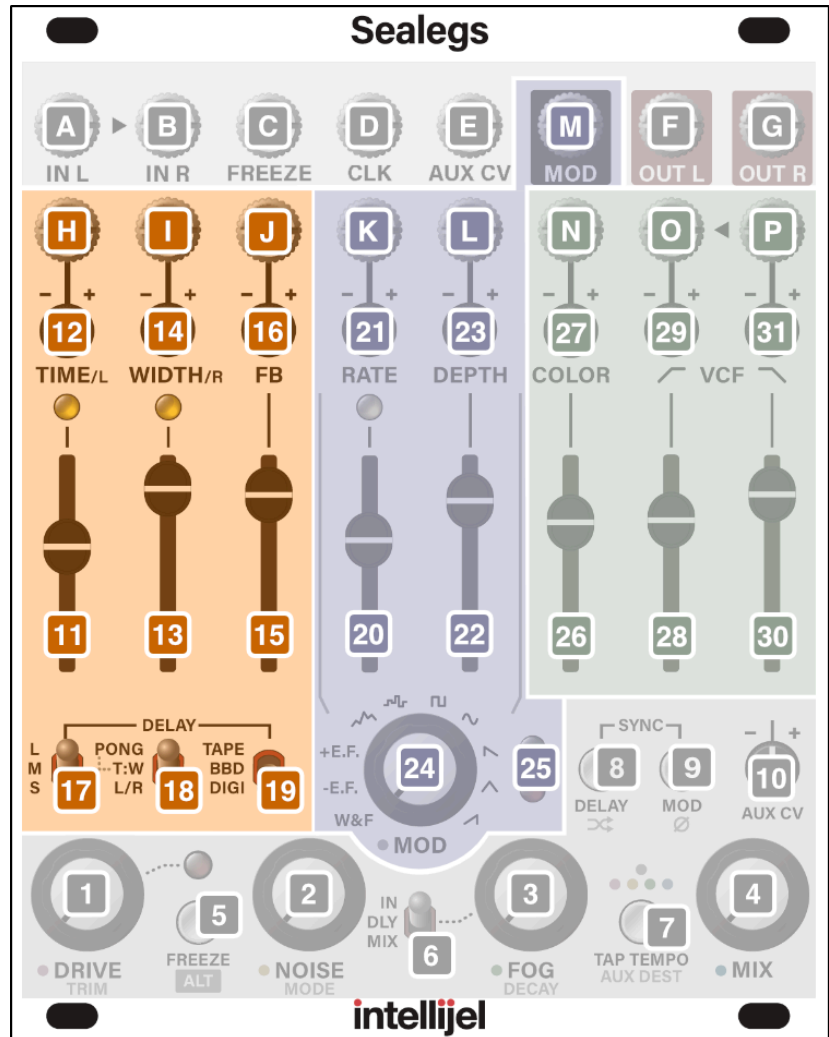 Sealegs
A B C D E M F G
IN L IN R FREEZE CLK AUX CV MOD OUT L OUT R
H I J K L N O P
- + - + - + - + - + - + - + - +
12 14 16 21 23 27 29 31
TIME/L WIDTH/R FB RATE DEPTH COLOR VCF
11 13 15 20 22 26 28 30
DELAY
L PONG TAPE
M T:W BBD
S L/R DIGI
17 18 19
+E.F.
-E.F.
W&F
24 25
MOD
SYNC
- +
8 9 10
DELAY MOD AUX CV
Ø
1 5 2 6 3 7 4
IN
DLY
MIX
FREEZE
ALT
TAP TEMPO
AUX DEST
DRIVE NOISE FOG MIX
TRIM MODE DECAY
intellijel